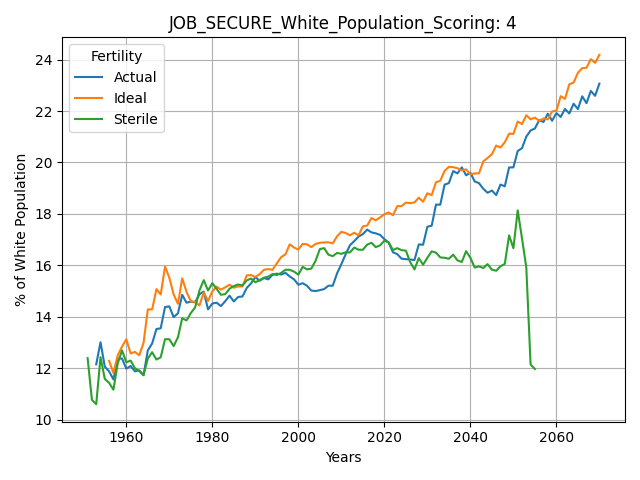 JOB_SECURE_White_Population_Scoring: 4
Fertility
Actual
Ideal
Sterile
% of White Population
24
22
20
18
16
14
12
10
1960 1980 2000 2020 2040 2060
Years